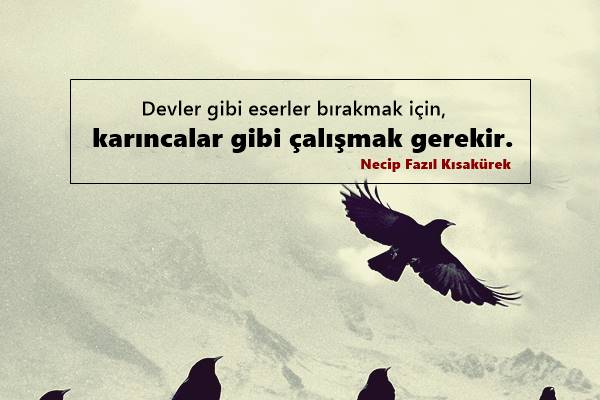 Devler gibi eserler bırakmak için,
karıncalar gibi çalışmak gerekir.
Necip Fazıl Kısakürek